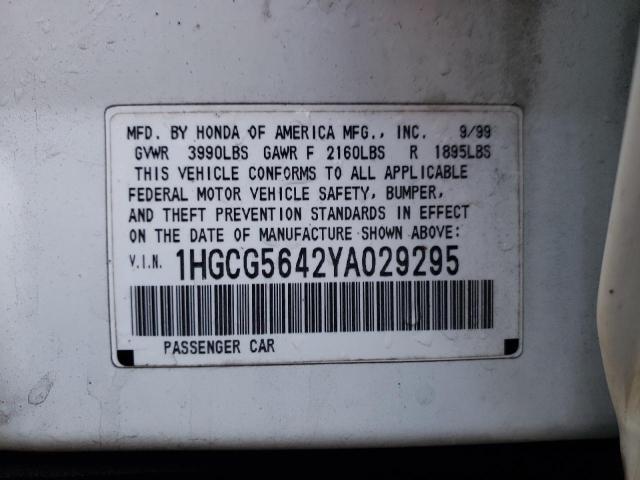 MFD. BY HONDA OF AMERICA MFG., INC. 9/99
GVWR 3990LBS GAWR F 2160LBS R 1895LBS
THIS VEHICLE CONFORMS TO ALL APPLICABLE
FEDERAL MOTOR VEHICLE SAFETY, BUMPER,
AND THEFT PREVENTION STANDARDS IN EFFECT
ON THE DATE OF MANUFACTURE SHOWN ABOVE:
V.I.N. 1HGCG5642YA029295
PASSENGER CAR